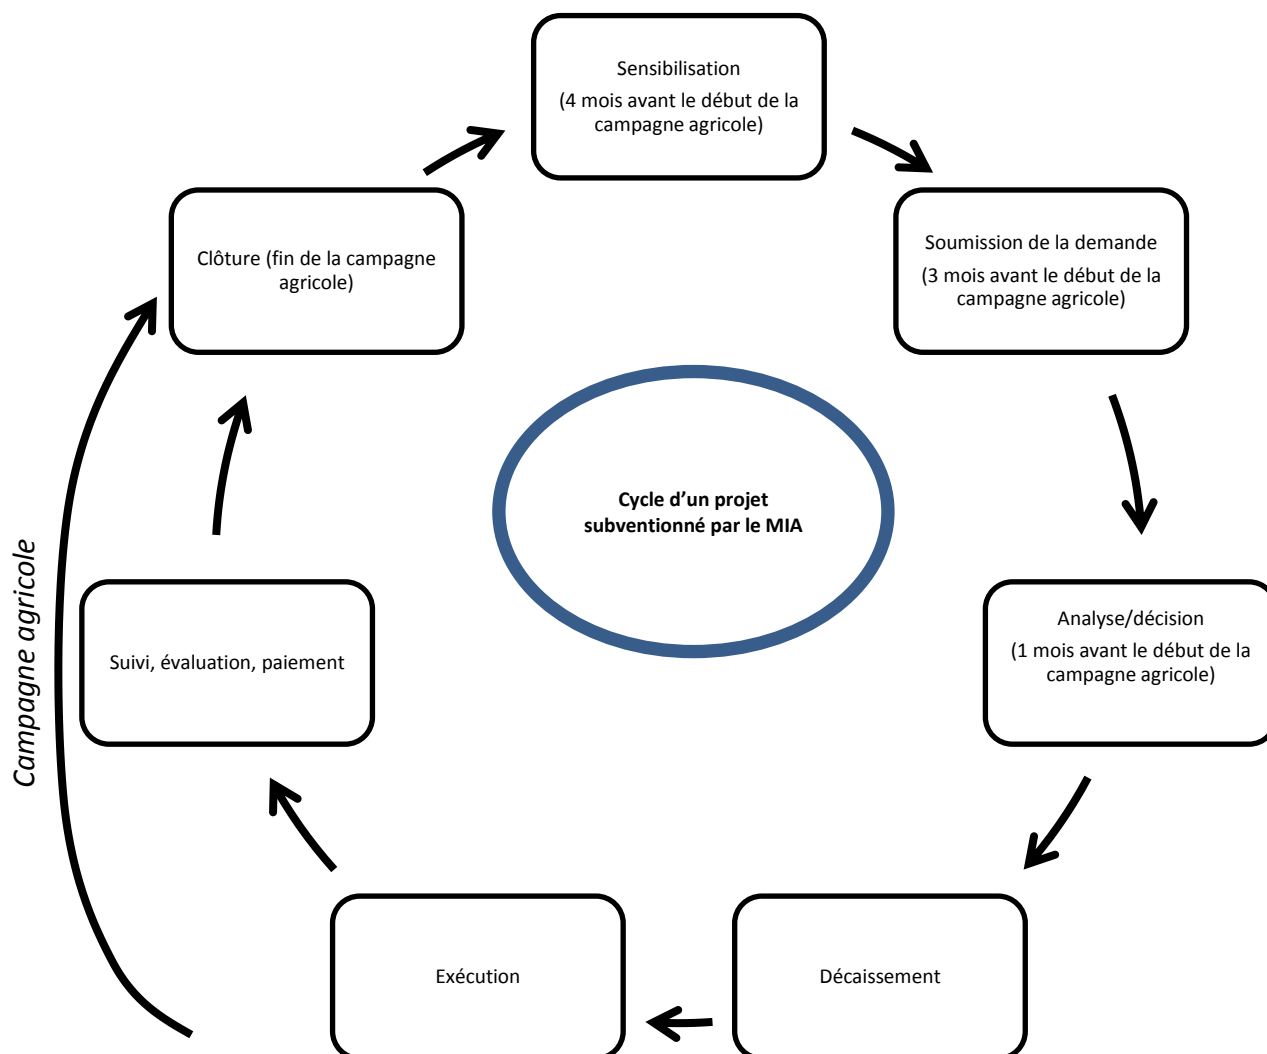 Sensibilisation
(4 mois avant le début de la
campagne agricole)
Soumission de la demande
(3 mois avant le début de la
campagne agricole)
Clôture (fin de la campagne
agricole)
Cycle d’un projet
subventionné par le MIA
Analyse/décision
(1 mois avant le début de la
campagne agricole)
Suivi, évaluation, paiement
Campagne agricole
Exécution
Décaissement